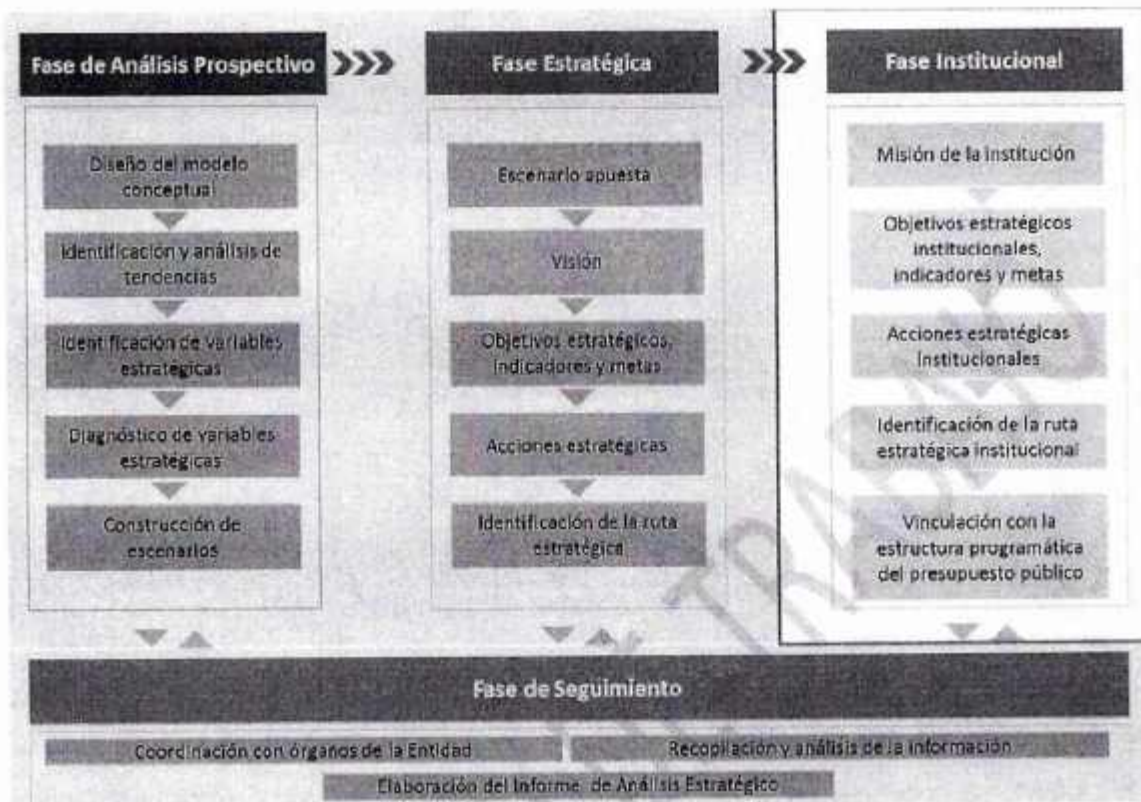 Fase de Análisis Prospectivo
Diseño del modelo
conceptual
Identificación y análisis de
tendencias
Identificación de variables
estratégicas
Diagnóstico de variables
estratégicas
Construcción de
escenarios
Fase Estratégica
Escenario apuesta
Visión
Objetivos estratégicos,
indicadores y metas
Acciones estratégicas
Identificación de la ruta
estratégica
Fase Institucional
Misión de la institución
Objetivos estratégicos
institucionales,
indicadores y metas
Acciones estratégicas
Institucionales
Identificación de la ruta
estratégica institucional
Vinculación con la
estructura programática
del presupuesto público
Fase de Seguimiento
Coordinación con órganos de la Entidad
Recopilación y análisis de la información
Elaboración del Informe de Análisis Estratégico